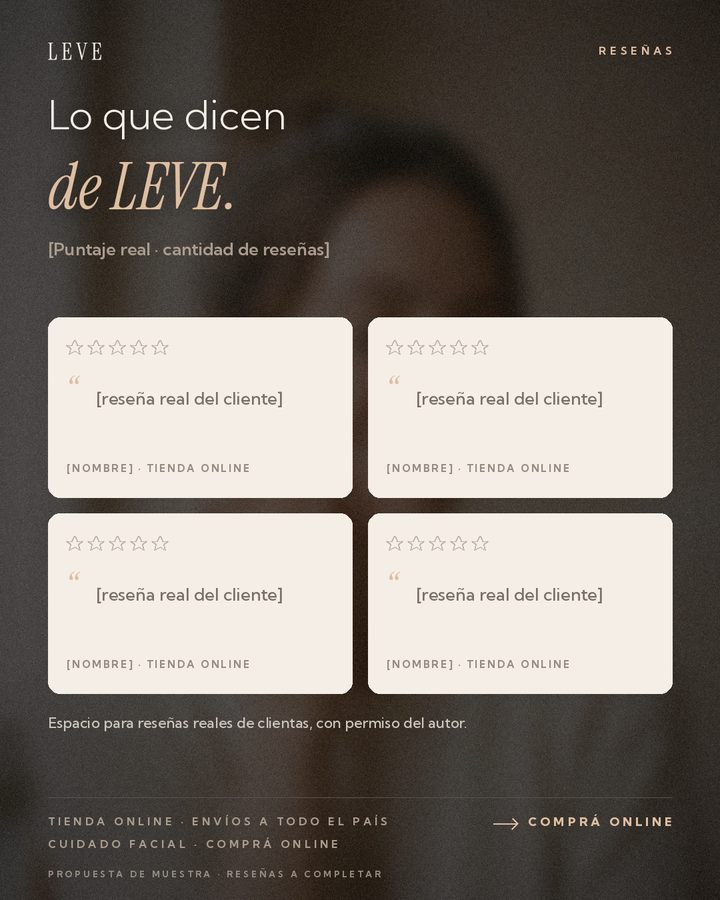 LEVE
RESEÑAS
Lo que dicen
de LEVE.
[Puntaje real · cantidad de reseñas]
“
[reseña real del cliente]
[NOMBRE] · TIENDA ONLINE
“
[reseña real del cliente]
[NOMBRE] · TIENDA ONLINE
“
[reseña real del cliente]
[NOMBRE] · TIENDA ONLINE
“
[reseña real del cliente]
[NOMBRE] · TIENDA ONLINE
Espacio para reseñas reales de clientas, con permiso del autor.
TIENDA ONLINE · ENVÍOS A TODO EL PAÍS
CUIDADO FACIAL · COMPRÁ ONLINE
→ COMPRÁ ONLINE
PROPUESTA DE MUESTRA · RESEÑAS A COMPLETAR